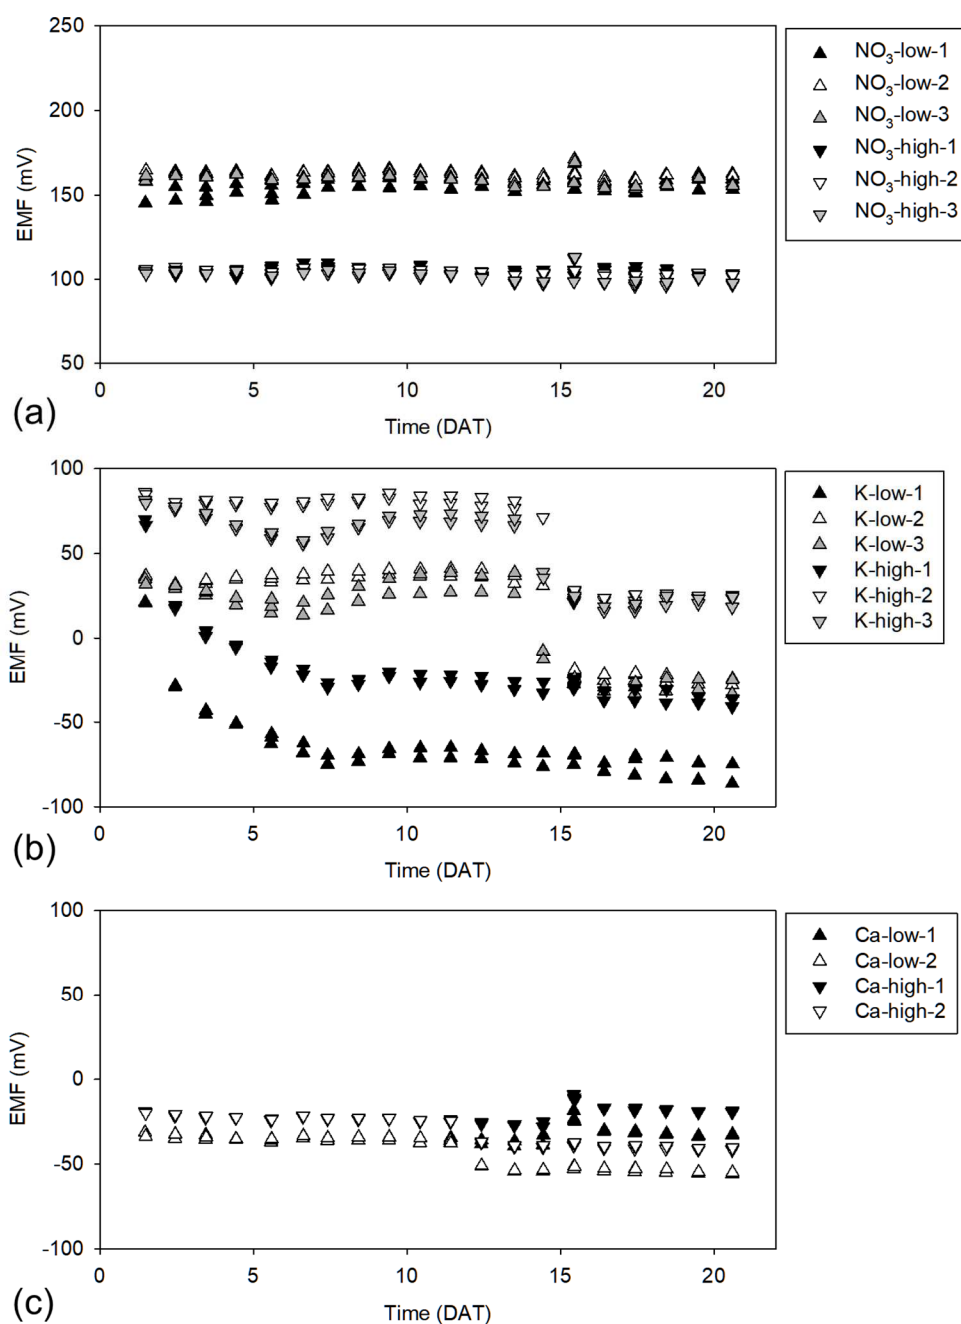 250
200
150
100
50
EMF (mV)
0 5 10 15 20
Time (DAT)
(a)
NO3-low-1
NO3-low-2
NO3-low-3
NO3-high-1
NO3-high-2
NO3-high-3
100
50
0
-50
-100
EMF (mV)
0 5 10 15 20
Time (DAT)
(b)
K-low-1
K-low-2
K-low-3
K-high-1
K-high-2
K-high-3
100
50
0
-50
-100
EMF (mV)
0 5 10 15 20
Time (DAT)
(c)
Ca-low-1
Ca-low-2
Ca-high-1
Ca-high-2